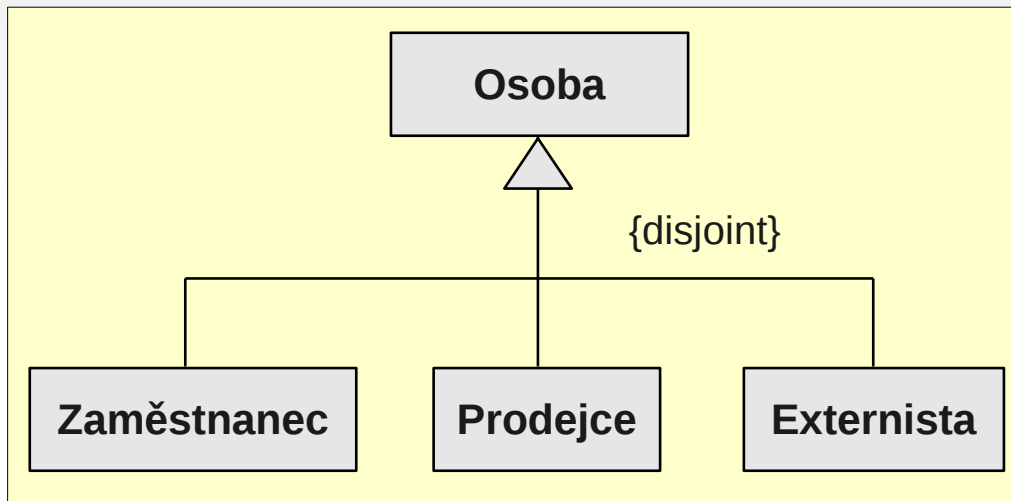 Osoba
{disjoint}
Zaměstnanec
Prodejce
Externista